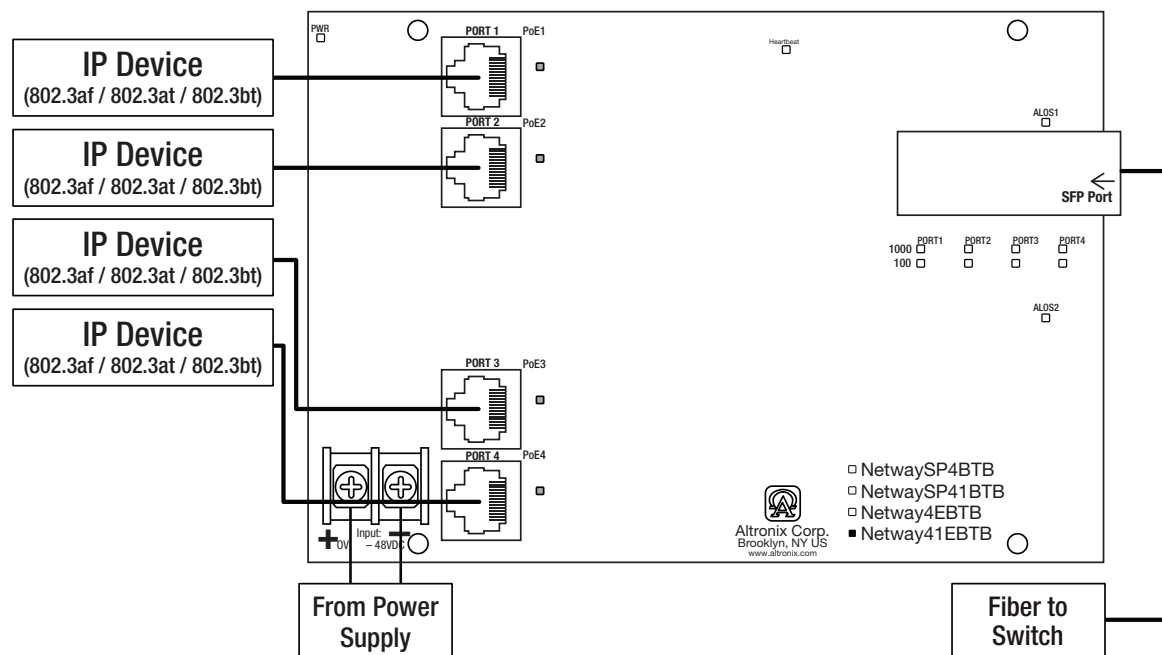 PWR
PORT 1
PoE1
Heartbeat
IP Device
(802.3af / 802.3at / 802.3bt)
ALOS1
PORT 2
PoE2
IP Device
(802.3af / 802.3at / 802.3bt)
SFP Port
IP Device
(802.3af / 802.3at / 802.3bt)
PORT1 PORT2 PORT3 PORT4
1000
100
ALOS2
IP Device
(802.3af / 802.3at / 802.3bt)
PORT 3
PoE3
PORT 4
PoE4
NetwaySP4BTB
NetwaySP41BTB
Netway4EBTB
Netway41EBTB
Altronix Corp.
Brooklyn, NY US
www.altronix.com
+ Input: –
0V – 48VDC
From Power
Supply
Fiber to
Switch